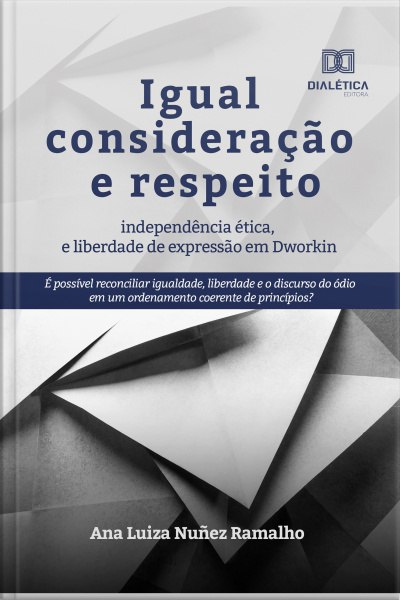 DIALÉTICA
EDITORA
Igual
consideração
e respeito
independência ética,
e liberdade de expressão em Dworkin
É possível reconciliar igualdade, liberdade e o discurso do ódio
em um ordenamento coerente de princípios?
Ana Luiza Nuñez Ramalho